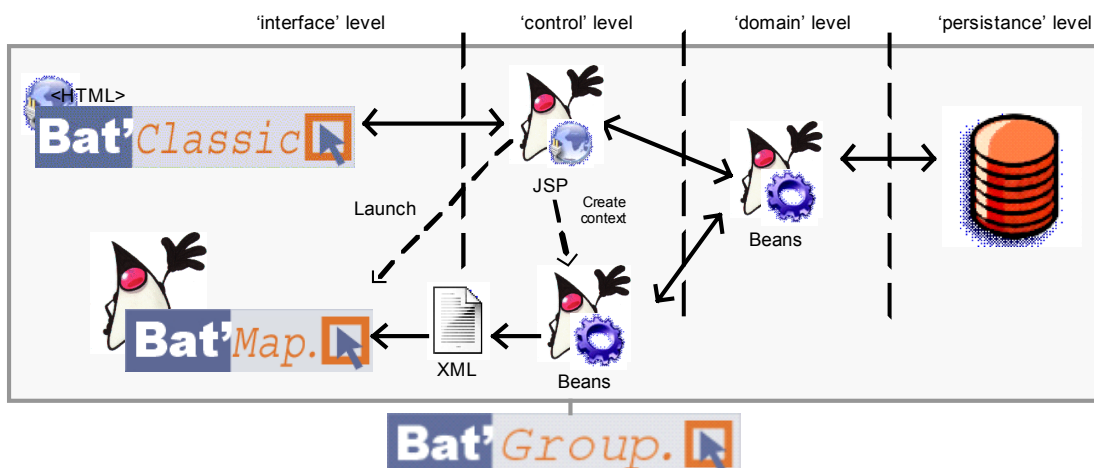 ‘interface’ level
‘control’ level
‘domain’ level
‘persistance’ level
<HTML>
Bat'Classic
JSP
Launch
Create
context
Beans
Bat'Map.
XML
Beans
Bat'Group.